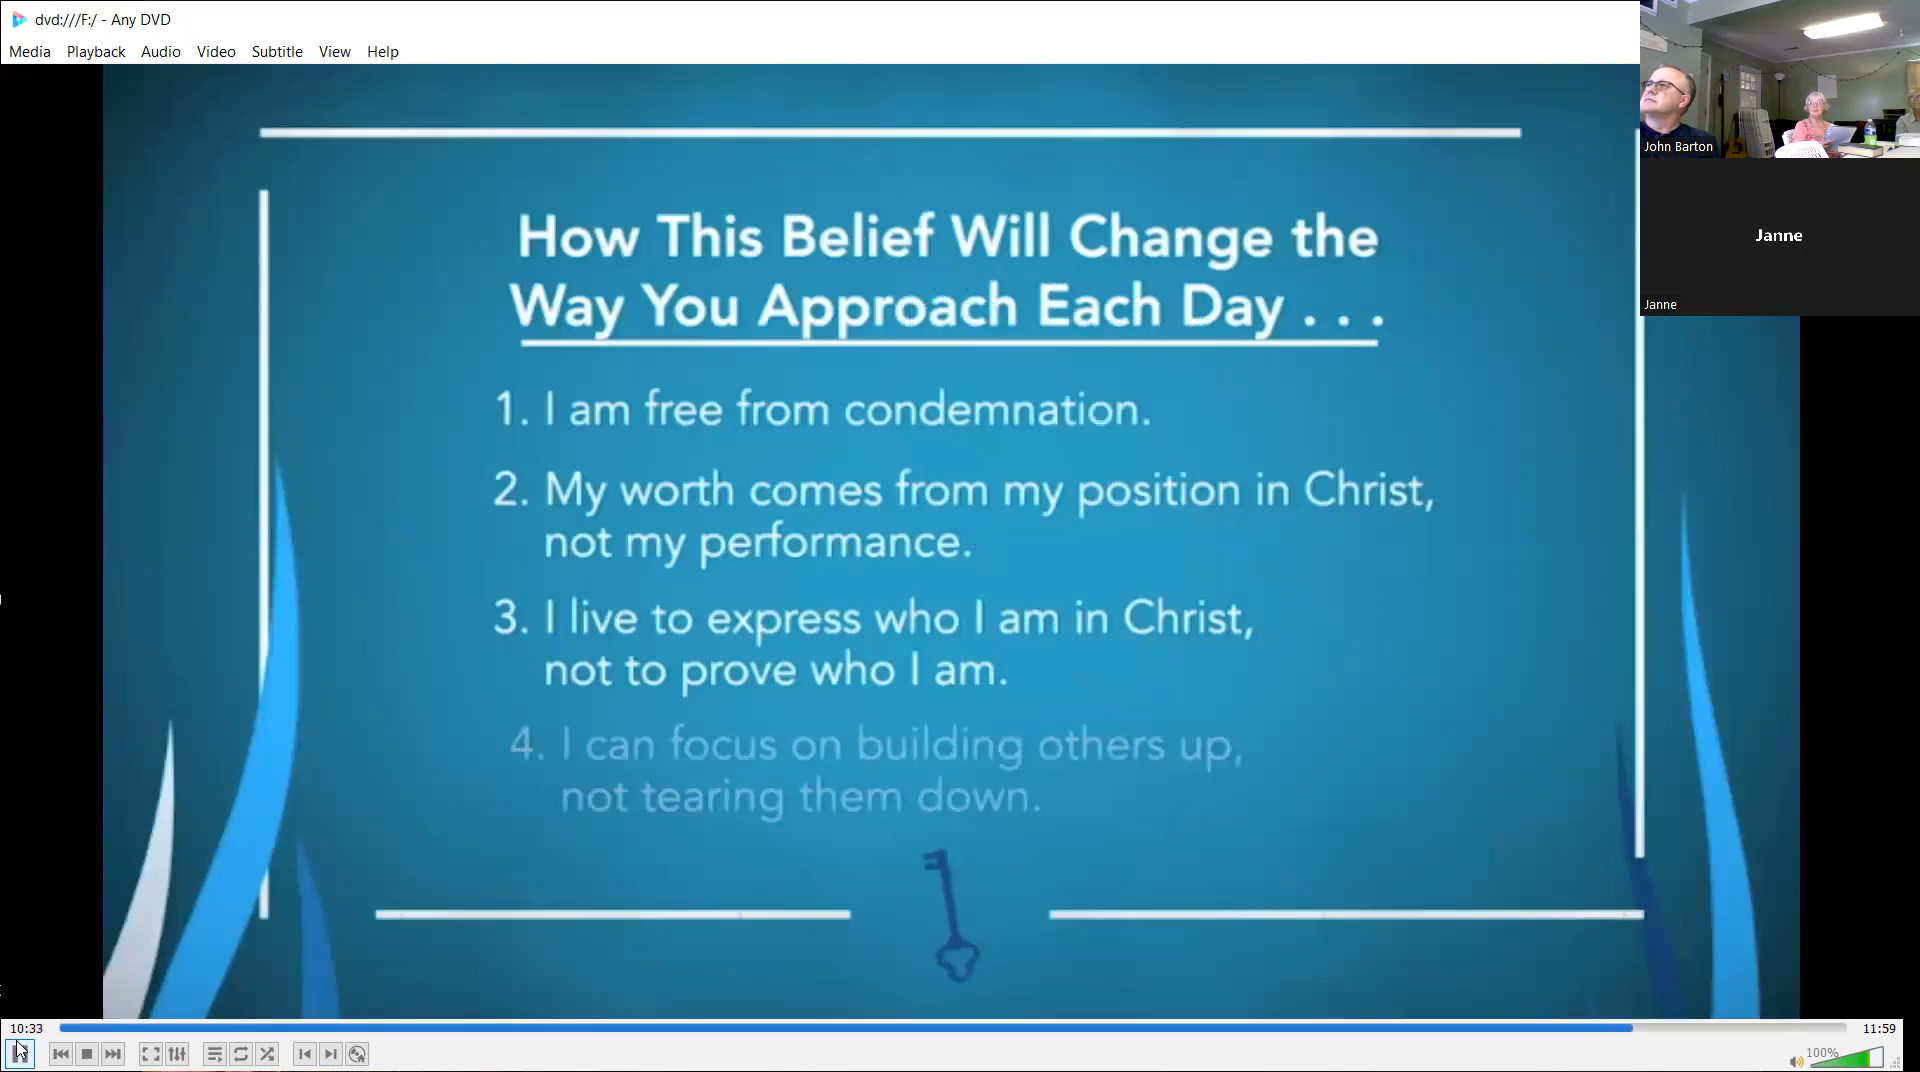 dvd:///F:/ - Any DVD
Media Playback Audio Video Subtitle View Help
How This Belief Will Change the
Way You Approach Each Day . . .
1. I am free from condemnation.
2. My worth comes from my position in Christ,
not my performance.
3. I live to express who I am in Christ,
not to prove who I am.
4. I can focus on building others up,
not tearing them down.
John Barton
Janne
Janne
10:33
11:59
100%